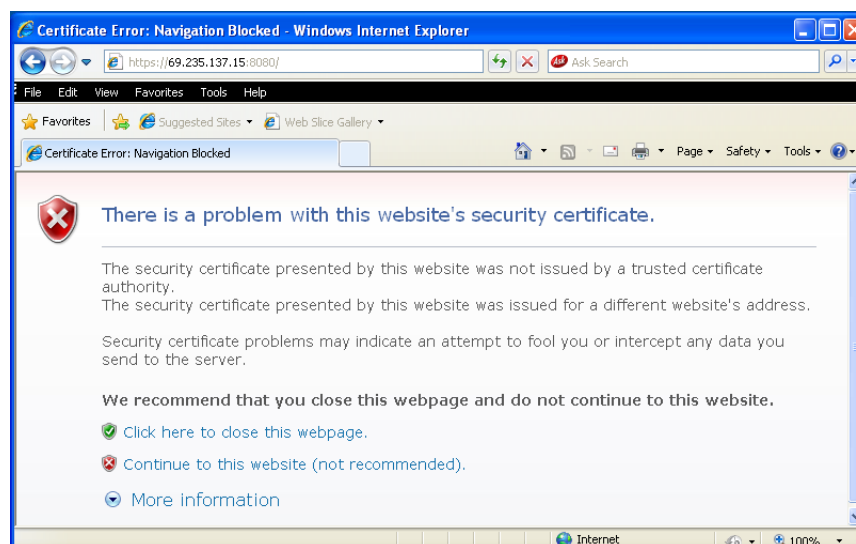 Certificate Error: Navigation Blocked - Windows Internet Explorer
https://69.235.137.15:8080/
Ask Ask Search
File Edit View Favorites Tools Help
Favorites Suggested Sites Web Slice Gallery
Certificate Error: Navigation Blocked Page Safety Tools
There is a problem with this website's security certificate.
The security certificate presented by this website was not issued by a trusted certificate
authority.
The security certificate presented by this website was issued for a different website's address.
Security certificate problems may indicate an attempt to fool you or intercept any data you
send to the server.
We recommend that you close this webpage and do not continue to this website.
Click here to close this webpage.
Continue to this website (not recommended).
More information
Internet 100%